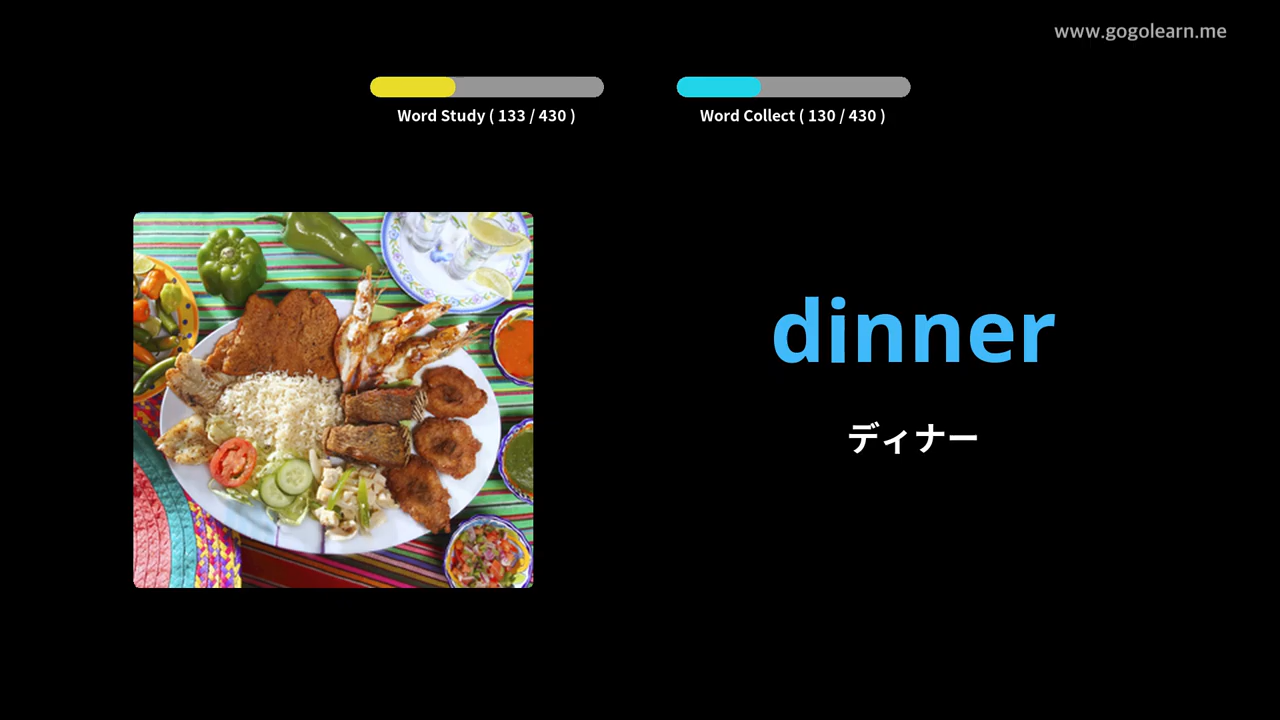 www.gogolearn.me
Word Study ( 133 / 430 )
Word Collect ( 130 / 430 )
dinner
ディナー